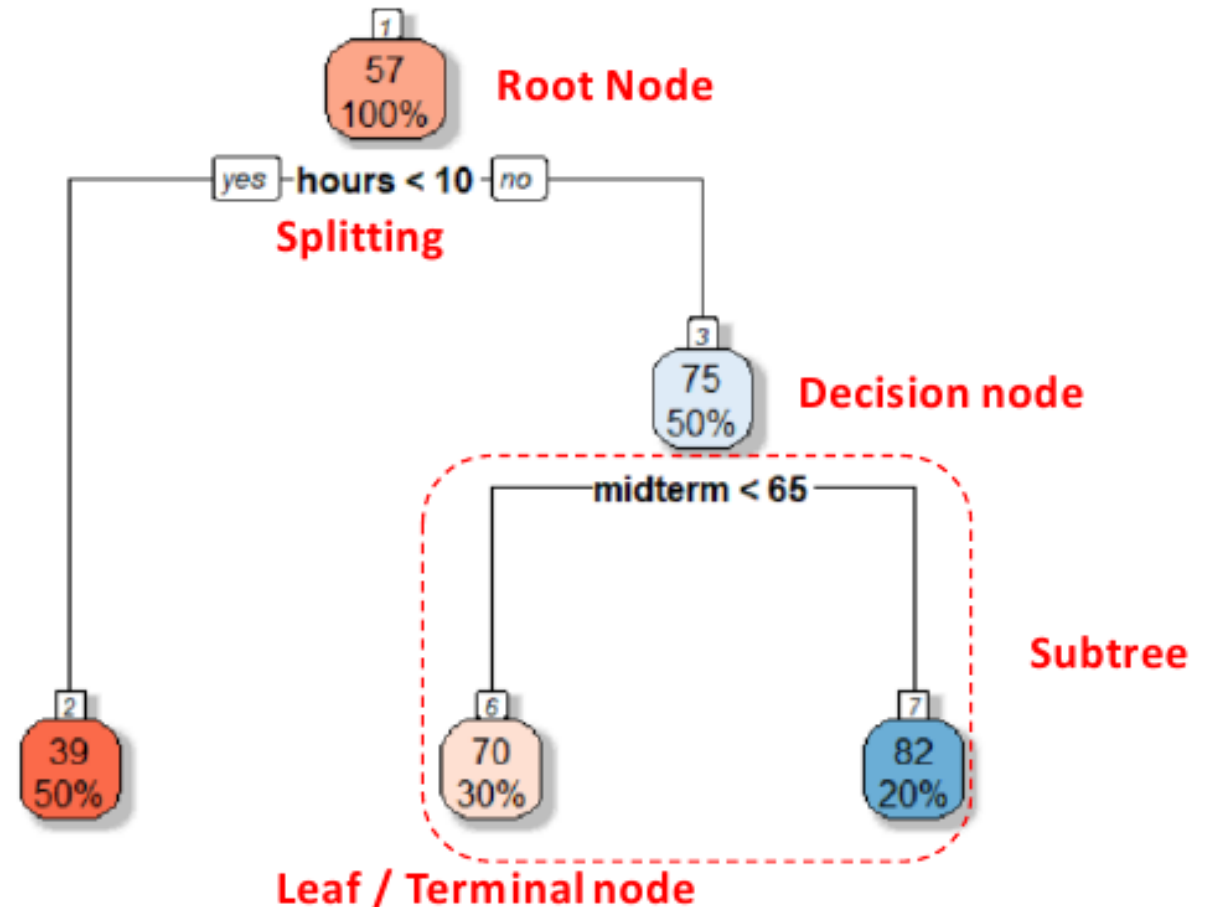 1
57
100%
Root Node
yes hours < 10 no
Splitting
3
75
50%
Decision node
midterm < 65
Subtree
2
39
50%
6
70
30%
7
82
20%
Leaf / Terminal node